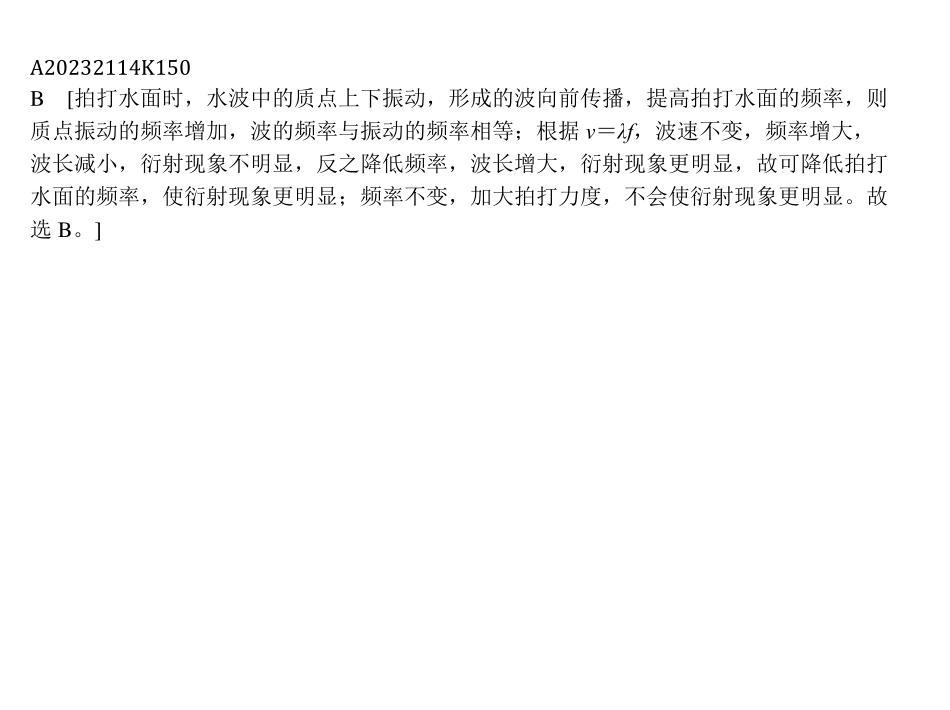 A20232114K150
B　[拍打水面时，水波中的质点上下振动，形成的波向前传播，提高拍打水面的频率，则
质点振动的频率增加，波的频率与振动的频率相等；根据 v＝λf，波速不变，频率增大，
波长减小，衍射现象不明显，反之降低频率，波长增大，衍射现象更明显，故可降低拍打
水面的频率，使衍射现象更明显；频率不变，加大拍打力度，不会使衍射现象更明显。故
选 B。]